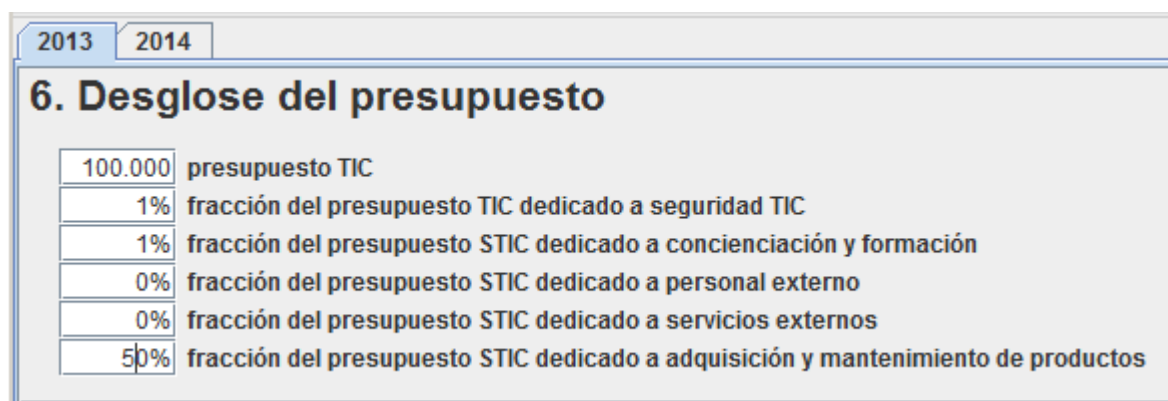 2013 2014
6. Desglose del presupuesto
100.000 presupuesto TIC
1% fracción del presupuesto TIC dedicado a seguridad TIC
1% fracción del presupuesto STIC dedicado a concienciación y formación
0% fracción del presupuesto STIC dedicado a personal externo
0% fracción del presupuesto STIC dedicado a servicios externos
50% fracción del presupuesto STIC dedicado a adquisición y mantenimiento de productos